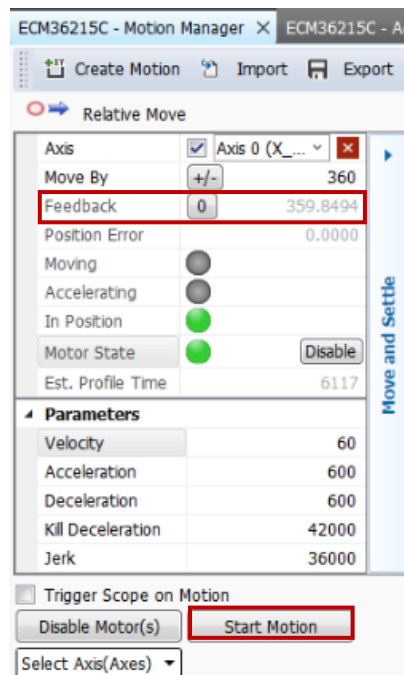 ECM36215C - Motion Manager × ECM36215C - A
Create Motion Import Export
Relative Move
Axis Axis 0 (X_...
Move By +/- 360
Feedback 0 359.8494
Position Error 0.0000
Moving
Accelerating
In Position
Motor State Disable
Est. Profile Time 6117
Parameters
Velocity 60
Acceleration 600
Deceleration 600
Kill Deceleration 42000
Jerk 36000
Move and Settle
Trigger Scope on Motion
Disable Motor(s) Start Motion
Select Axis(Axes)